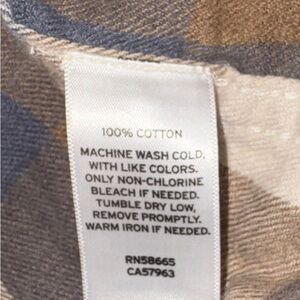 100% COTTON
MACHINE WASH COLD,
WITH LIKE COLORS.
ONLY NON-CHLORINE
BLEACH IF NEEDED.
TUMBLE DRY LOW,
REMOVE PROMPTLY.
WARM IRON IF NEEDED.
RN58665
CA57963